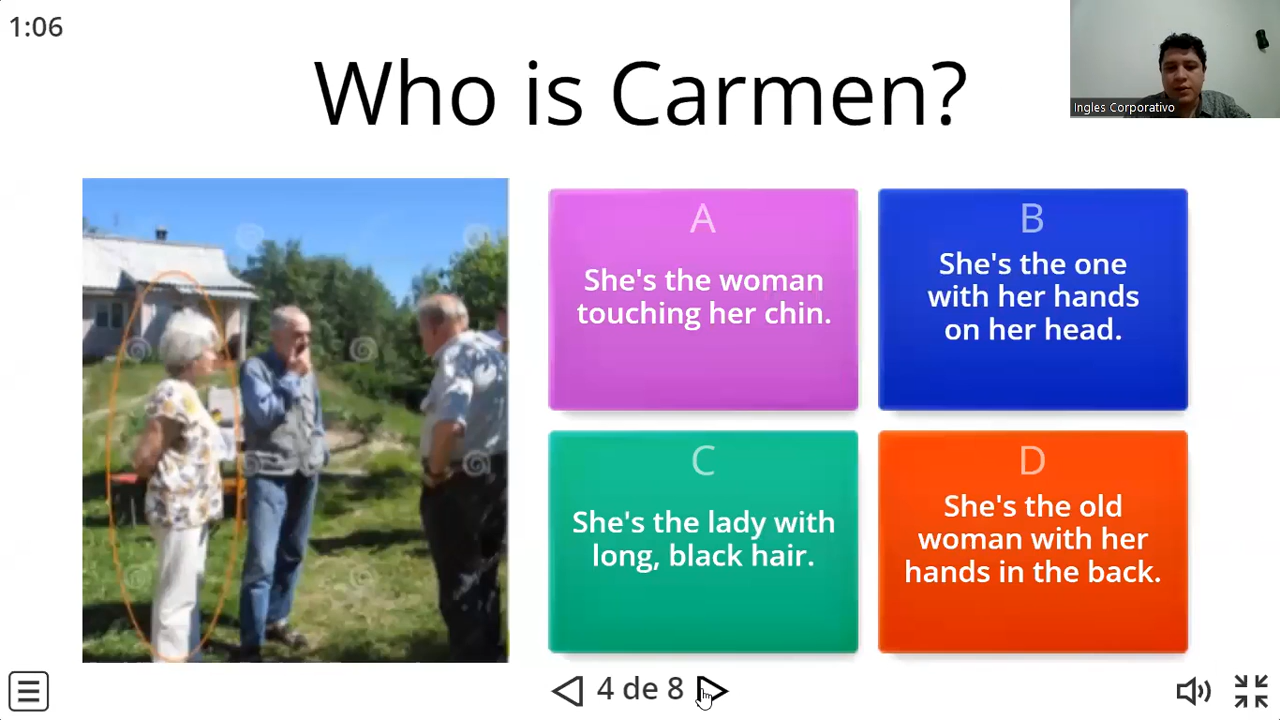 1:06
Who is Carmen?
Ingles Corporativo
A
She's the woman
touching her chin.
B
She's the one
with her hands
on her head.
C
She's the lady with
long, black hair.
D
She's the old
woman with her
hands in the back.
4 de 8